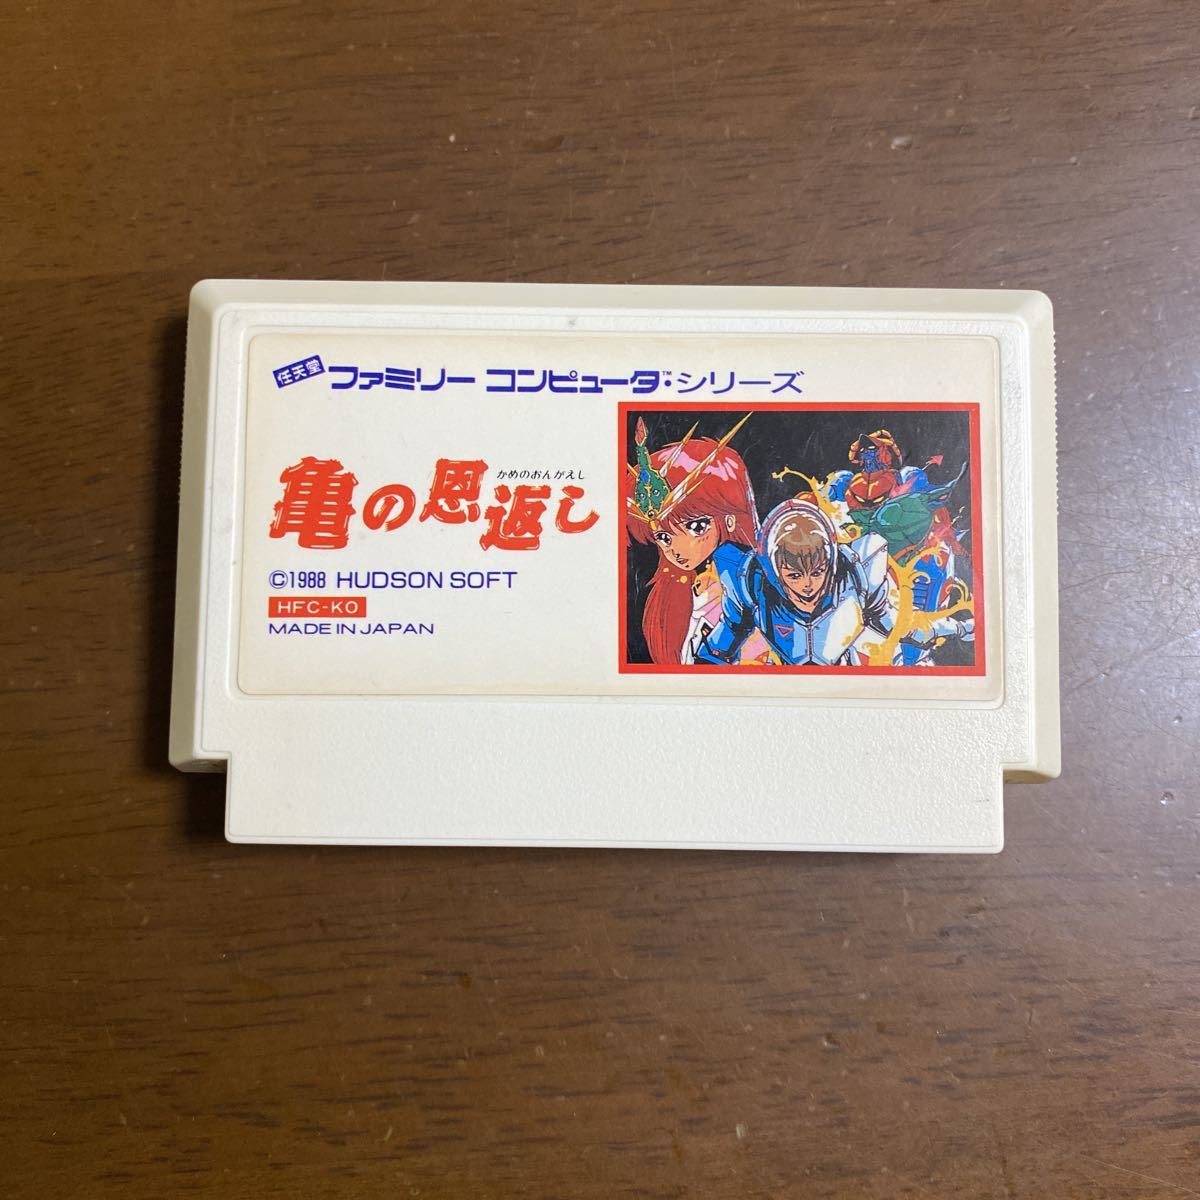 任天堂 ファミリー コンピュータ™・シリーズ
かめのおんがえし
亀の恩返し
©1988 HUDSON SOFT
HFC-KO
MADE IN JAPAN